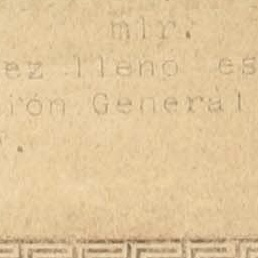 mir.
ez lleno es
ión General
.